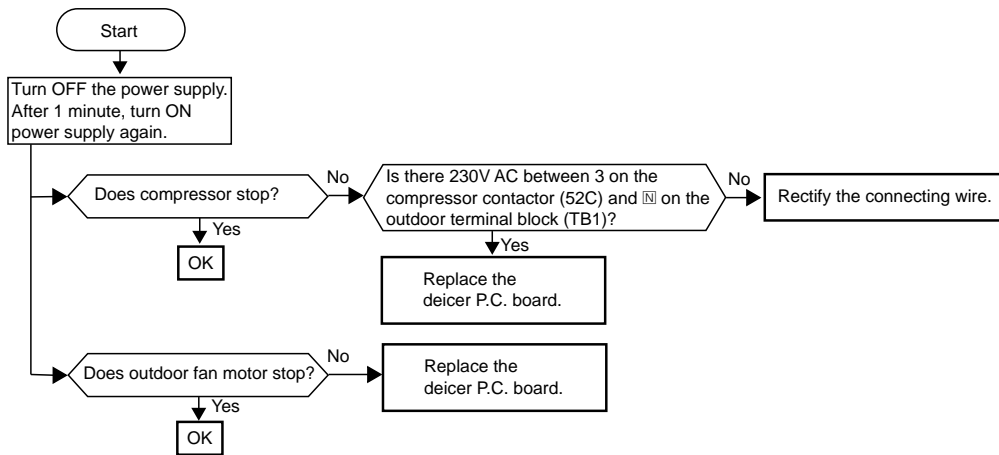 Start
Turn OFF the power supply.
After 1 minute, turn ON
power supply again.
Does compressor stop?
No
Yes
OK
Is there 230V AC between 3 on the
compressor contactor (52C) and N on the
outdoor terminal block (TB1)?
No
Rectify the connecting wire.
Yes
Replace the
deicer P.C. board.
Does outdoor fan motor stop?
No
Replace the
deicer P.C. board.
Yes
OK